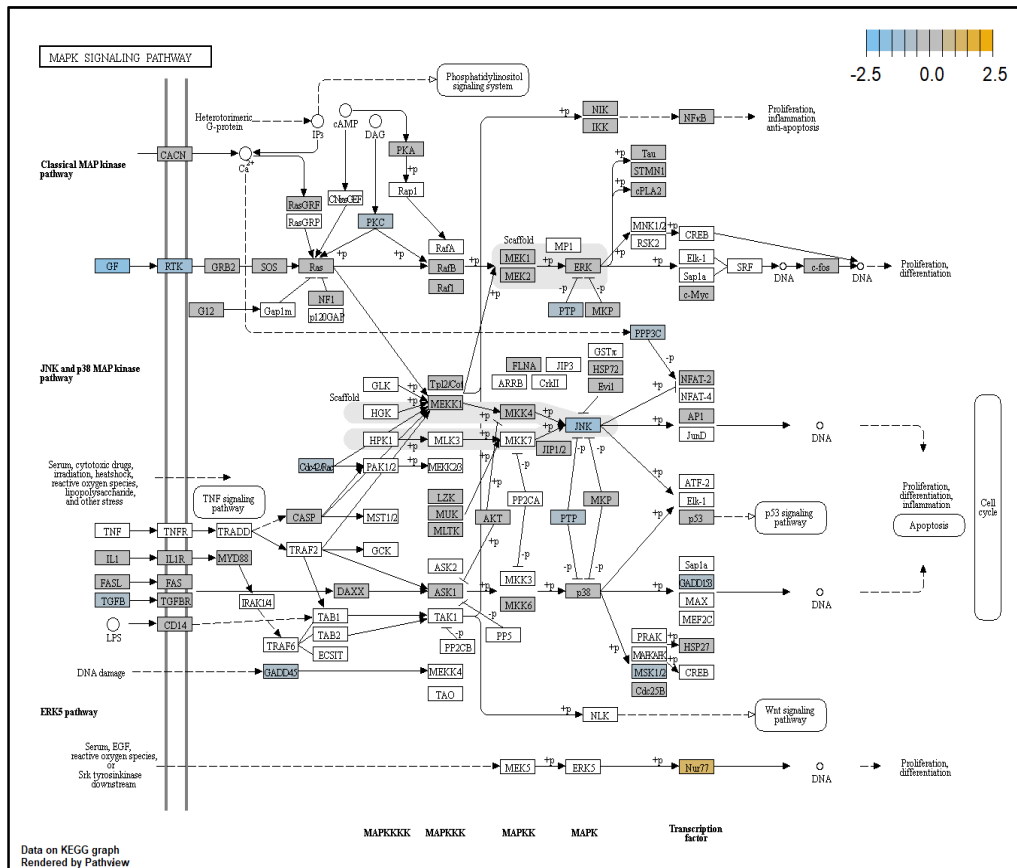 MAPK SIGNALING PATHWAY
-2.5 0.0 2.5
Phosphatidylinositol
signaling system
Heterotorimeric
G-protein
IP3
cAMP
DAG
Ca2+
CACN
PKA
+p
Rap1
NIK
IKK
+p
+p
NFκB
Proliferation,
inflammation
anti-apoptosis
Classical MAP kinase
pathway
RasGRF
RasGRP
CNrasGEF
PKC
RafA
Tau
STMN1
cPLA2
+p
+p
GF
RTK
GRB2
SOS
Ras
+p
+p
RafB
Raf1
+p
Scaffold
MEK1
MEK2
MP1
+p
ERK
+p
MNK1/2
RSK2
+p
CREB
Elk-1
Sap1a
c-Myc
SRF
DNA
c-fos
DNA
Proliferation,
differentiation
G12
Gap1m
NF1
p120GAP
-p
-p
PTP
MKP
PPP3C
-p
JNK and p38 MAP kinase
pathway
Scaffold
GLK
HGK
HPK1
Tpl2/Cot
MEKK1
MLK3
MEKK2/3
+p
+p
+p
FLNA
JIP3
ARRB
CrkII
GSTπ
HSP72
Evi1
MKK4
MKK7
+p
+p
JNK
JIP1/2
NFAT-2
NFAT-4
AP1
JunD
+p
DNA
Serum, cytotoxic drugs,
irradiation, heatshock,
reactive oxygen species,
lipopolysaccharide,
and other stress
Cdc42/Rac
PAK1/2
LZK
MUK
MLTK
AKT
PP2CA
-p
-p
PTP
MKP
-p
-p
-p
-p
+p
ATF-2
Elk-1
p53
p53 signaling
pathway
Proliferation,
differentiation,
inflammation
Apoptosis
Cell
cycle
TNF signaling
pathway
TNF
TNFR
TRADD
CASP
MST1/2
TRAF2
GCK
IL1
IL1R
MYD88
FASL
FAS
TGFB
TGFBR
LPS
CD14
IRAK1/4
TRAF6
DAXX
TAB1
TAB2
ECSIT
ASK2
ASK1
TAK1
+p
+p
MKK3
MKK6
+p
p38
+p
Sap1a
GADD153
MAX
MEF2C
DNA
-p
PP2CB
PP5
+p
PRAK
MAPKAPK
MSK1/2
Cdc25B
+p
+p
HSP27
CREB
DNA damage
GADD45
MEKK4
TAO
ERK5 pathway
+p
NLK
Wnt signaling
pathway
Serum, EGF,
reactive oxygen species,
or
Srk tyrosinkinase
downstream
MEK5
+p
ERK5
+p
Nur77
DNA
Proliferation,
differentiation
MAPKKKK
MAPKKK
MAPKK
MAPK
Transcription
factor
Data on KEGG graph
Rendered by Pathview